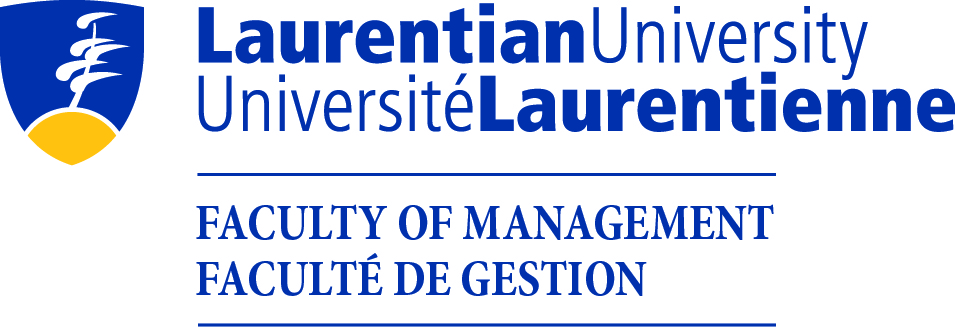 LaurentianUniversity
UniversitéLaurentienne
FACULTY OF MANAGEMENT
FACULTÉ DE GESTION